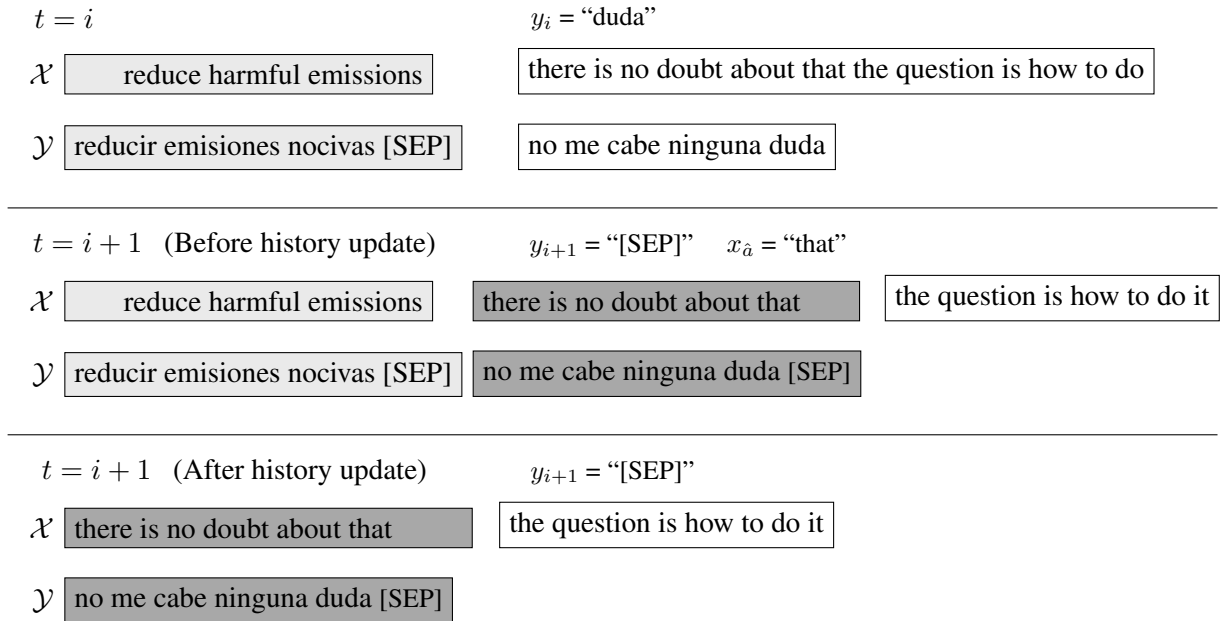 t = i y_i = “duda”
𝒳 reduce harmful emissions there is no doubt about that the question is how to do
𝒴 reducir emisiones nocivas [SEP] no me cabe ninguna duda
t = i + 1 (Before history update) y_{i+1} = “[SEP]” x_{â} = “that”
𝒳 reduce harmful emissions there is no doubt about that the question is how to do it
𝒴 reducir emisiones nocivas [SEP] no me cabe ninguna duda [SEP]
t = i + 1 (After history update) y_{i+1} = “[SEP]”
𝒳 there is no doubt about that the question is how to do it
𝒴 no me cabe ninguna duda [SEP]